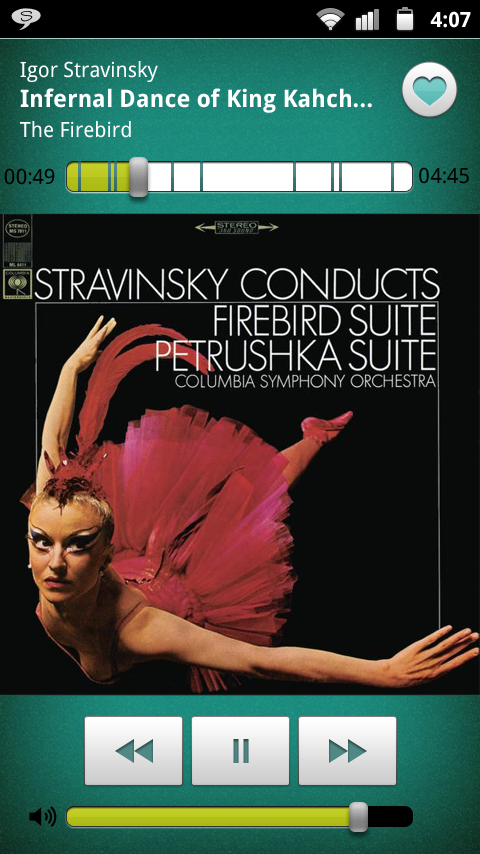 4:07
Igor Stravinsky
Infernal Dance of King Kahch...
The Firebird
00:49
04:45
STEREO
STEREO
STRAVINSKY CONDUCTS
FIREBIRD SUITE
PETRUSHKA SUITE
COLUMBIA SYMPHONY ORCHESTRA